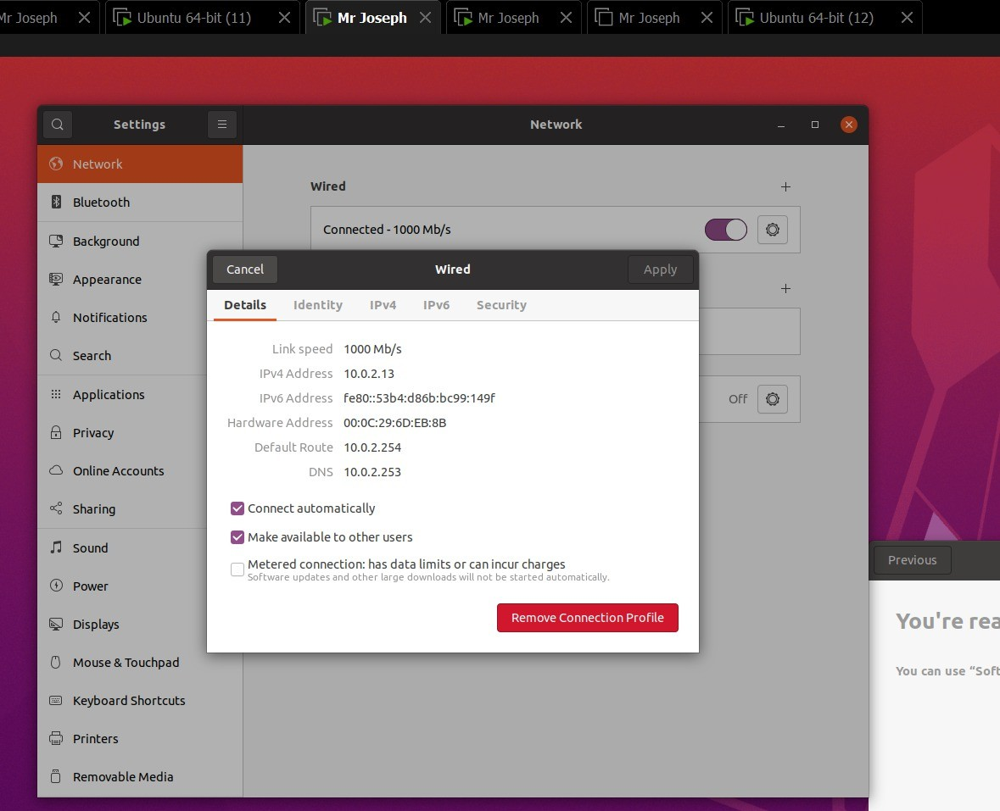 Mr Joseph Ubuntu 64-bit (11) Mr Joseph Mr Joseph Mr Joseph Ubuntu 64-bit (12)
Settings Network
Network
Bluetooth
Background
Appearance
Notifications
Search
Applications
Privacy
Online Accounts
Sharing
Sound
Power
Displays
Mouse & Touchpad
Keyboard Shortcuts
Printers
Removable Media
Wired
Connected - 1000 Mb/s
Off
Cancel Wired Apply
Details Identity IPv4 IPv6 Security
Link speed 1000 Mb/s
IPv4 Address 10.0.2.13
IPv6 Address fe80::53b4:d86b:bc99:149f
Hardware Address 00:0C:29:6D:EB:8B
Default Route 10.0.2.254
DNS 10.0.2.253
Connect automatically
Make available to other users
Metered connection: has data limits or can incur charges
Software updates and other large downloads will not be started automatically.
Remove Connection Profile
Previous
You're rea
You can use “Soft